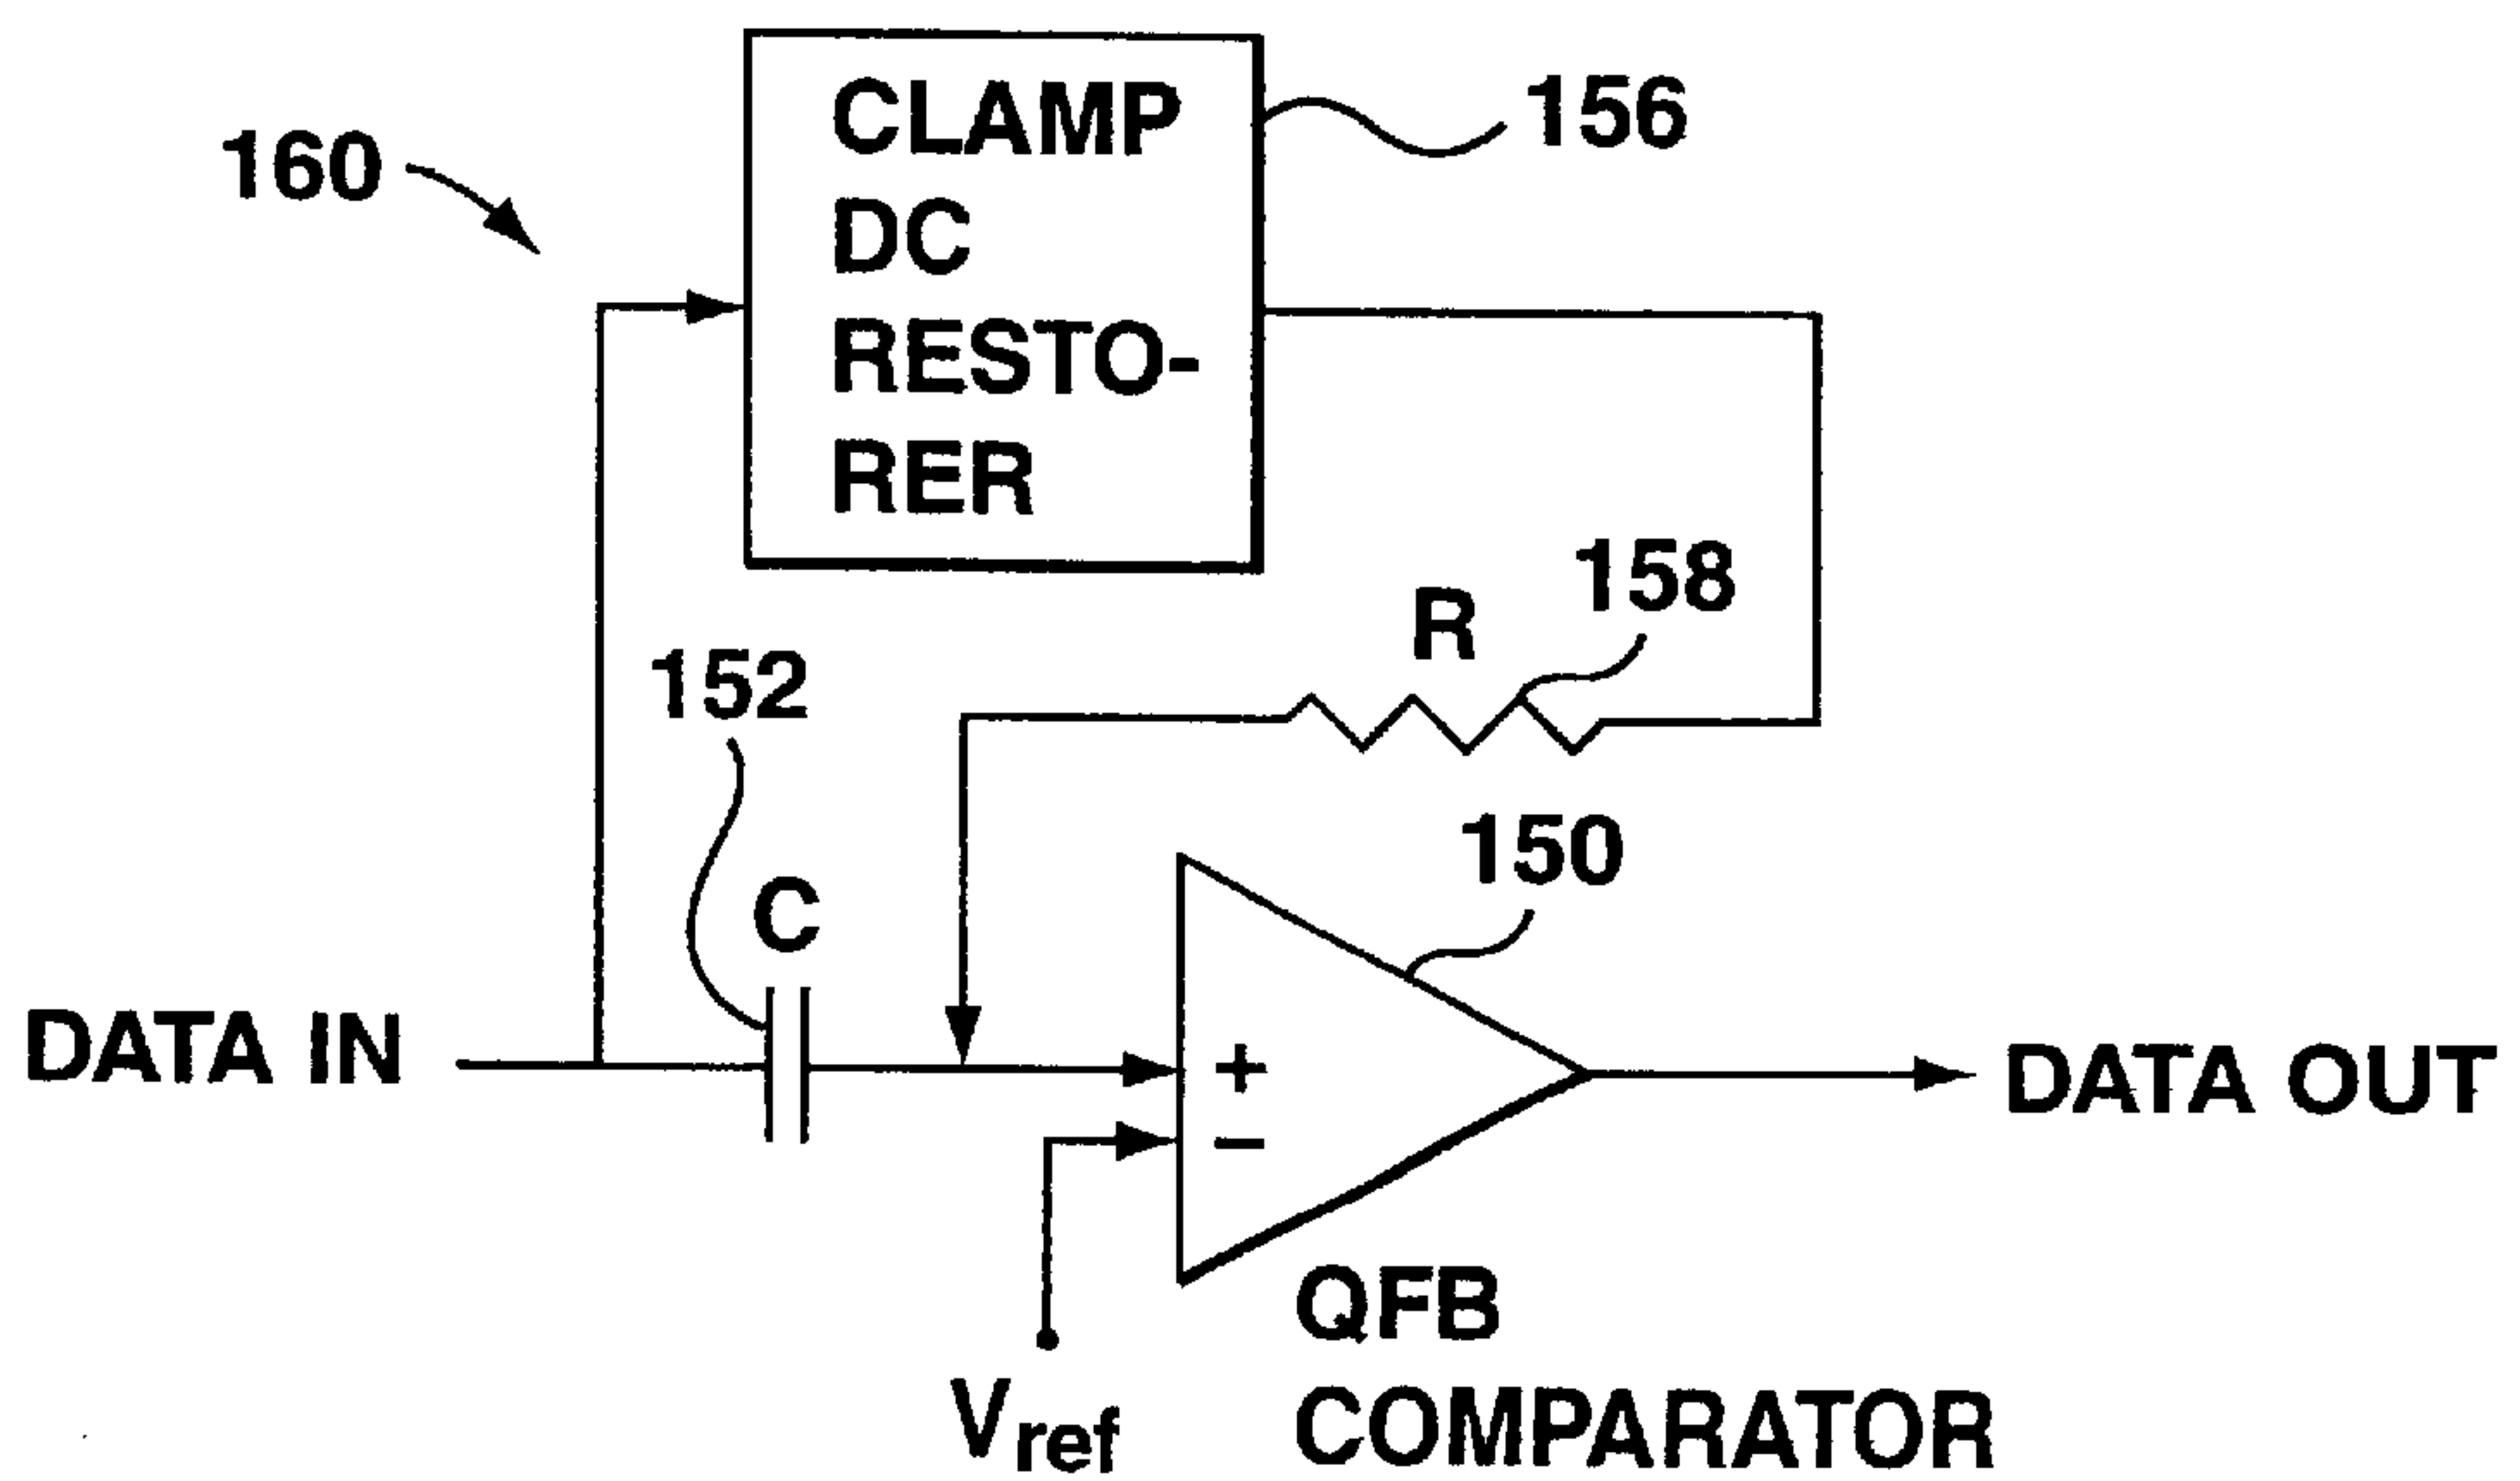 160
CLAMP
DC
RESTO-
RER
156
158
R
152
C
150
DATA IN
+
−
DATA OUT
Vref
QFB
COMPARATOR